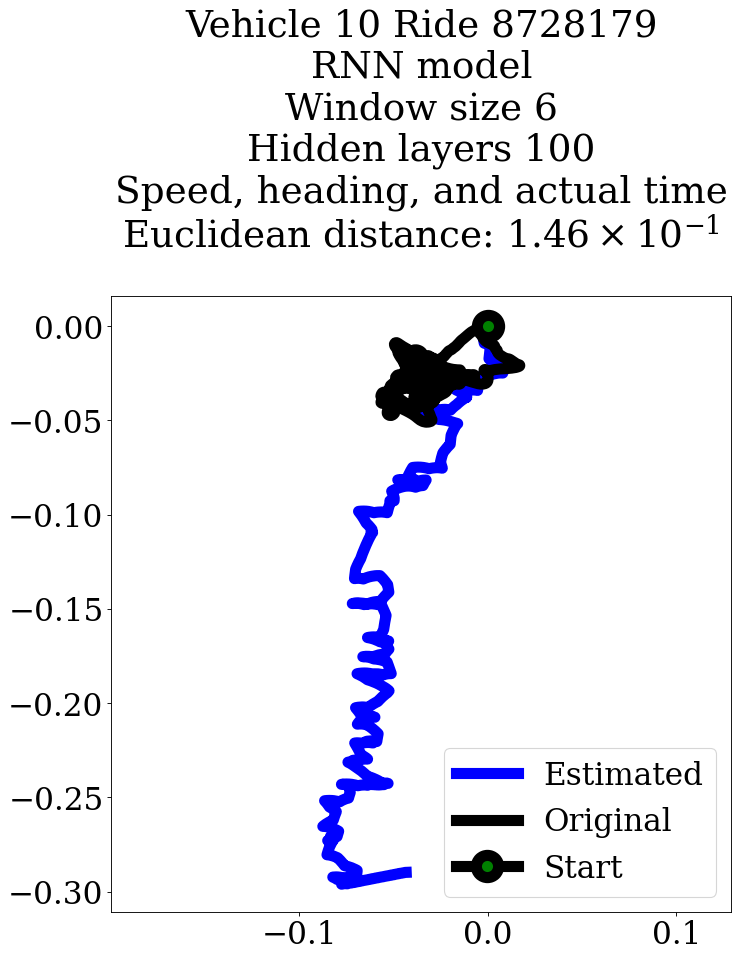 Vehicle 10 Ride 8728179
RNN model
Window size 6
Hidden layers 100
Speed, heading, and actual time
Euclidean distance: 1.46 × 10⁻¹
0.00
−0.05
−0.10
−0.15
−0.20
−0.25
−0.30
Estimated
Original
Start
−0.1 0.0 0.1